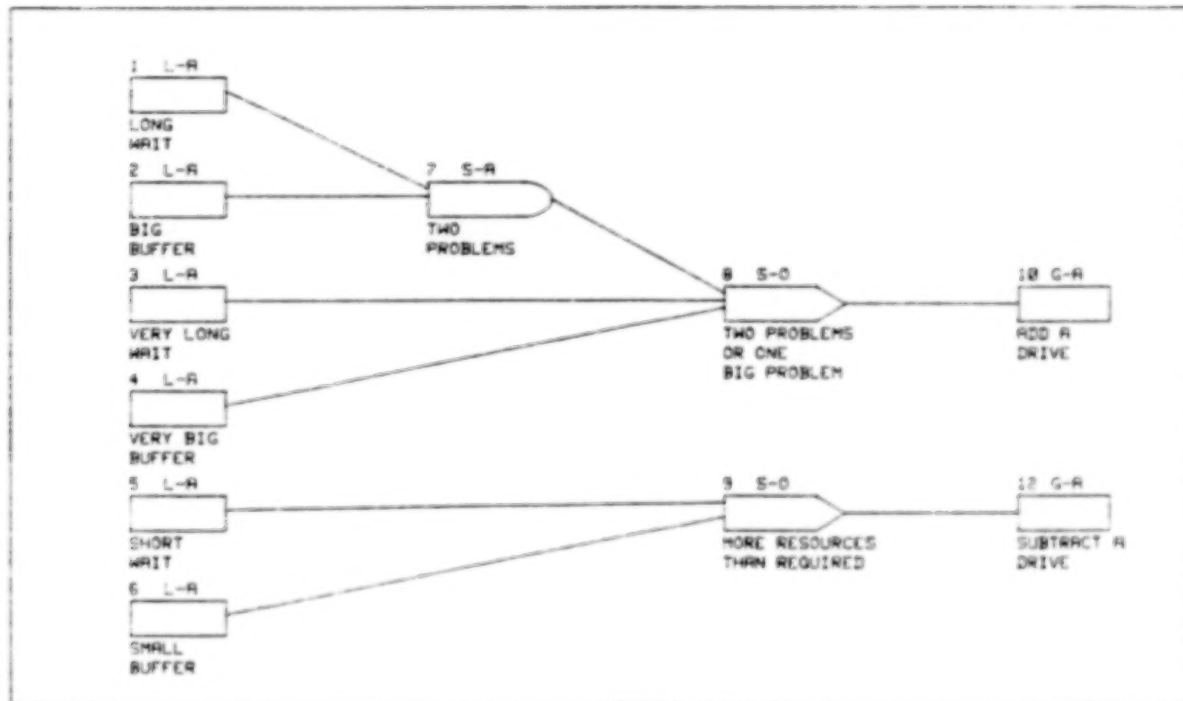 1 L-A
LONG
WAIT
2 L-A
BIG
BUFFER
7 S-A
TWO
PROBLEMS
3 L-A
VERY LONG
WAIT
8 S-O
TWO PROBLEMS
OR ONE
BIG PROBLEM
10 G-A
ADD A
DRIVE
4 L-A
VERY BIG
BUFFER
5 L-A
SHORT
WAIT
9 S-O
MORE RESOURCES
THAN REQUIRED
12 G-A
SUBTRACT A
DRIVE
6 L-A
SMALL
BUFFER